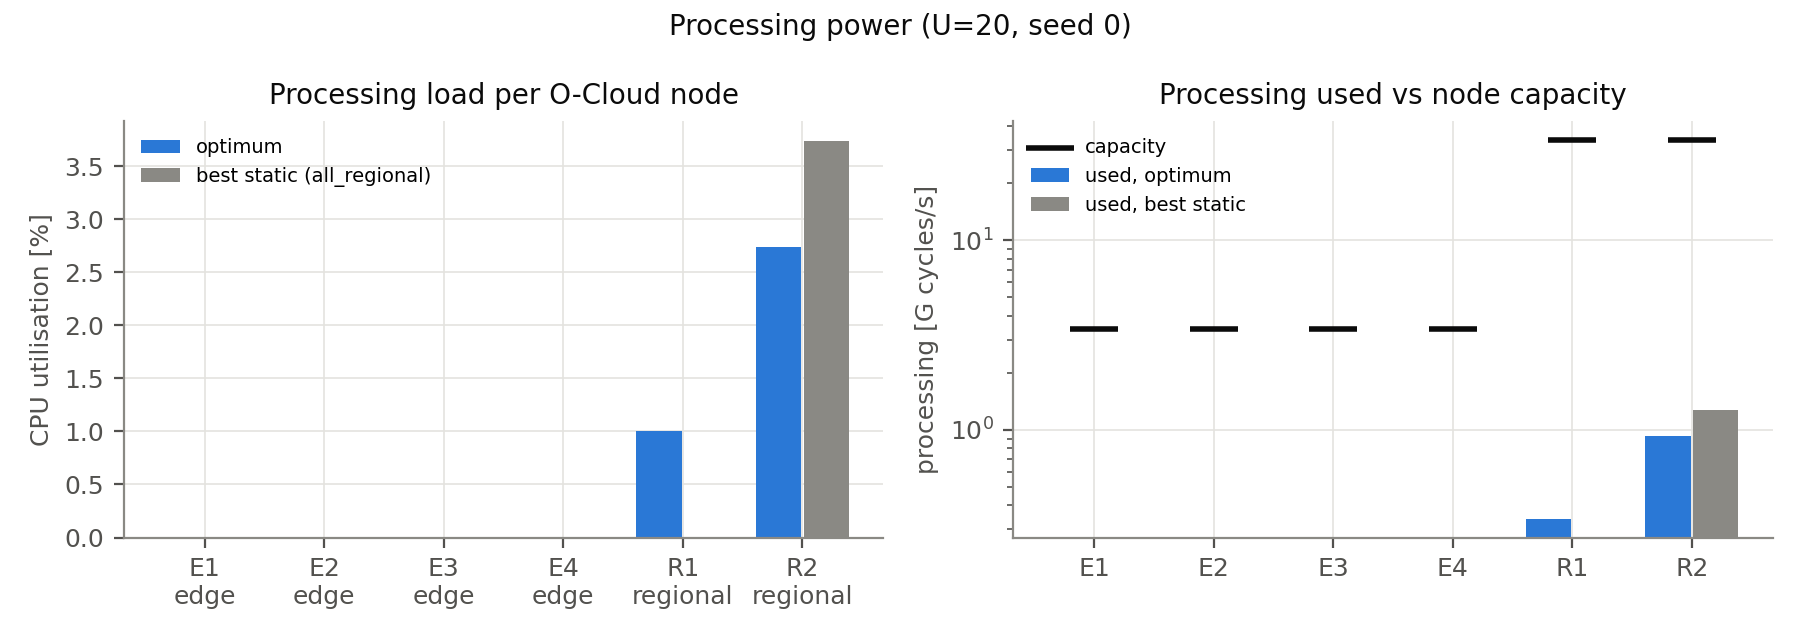 Processing power (U=20, seed 0)
Processing load per O-Cloud node
optimum
best static (all_regional)
CPU utilisation [%]
3.5
3.0
2.5
2.0
1.5
1.0
0.5
0.0
E1 E2 E3 E4 R1 R2
edge edge edge edge regional regional
Processing used vs node capacity
capacity
used, optimum
used, best static
processing [G cycles/s]
10¹
10⁰
E1 E2 E3 E4 R1 R2